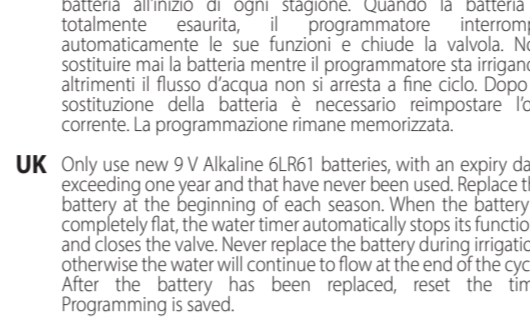 batteria all'inizio di ogni stagione. Quando la batteria
totalmente esaurita, il programmatore interromp
automaticamente le sue funzioni e chiude la valvola. No
sostituire mai la batteria mentre il programmatore sta irrigand
altrimenti il flusso d'acqua non si arresta a fine ciclo. Dopo
sostituzione della batteria è necessario reimpostare l'o
corrente. La programmazione rimane memorizzata.
UK Only use new 9 V Alkaline 6LR61 batteries, with an expiry da
exceeding one year and that have never been used. Replace th
battery at the beginning of each season. When the battery
completely flat, the water timer automatically stops its functio
and closes the valve. Never replace the battery during irrigatio
otherwise the water will continue to flow at the end of the cyc
After the battery has been replaced, reset the tim
Programming is saved.